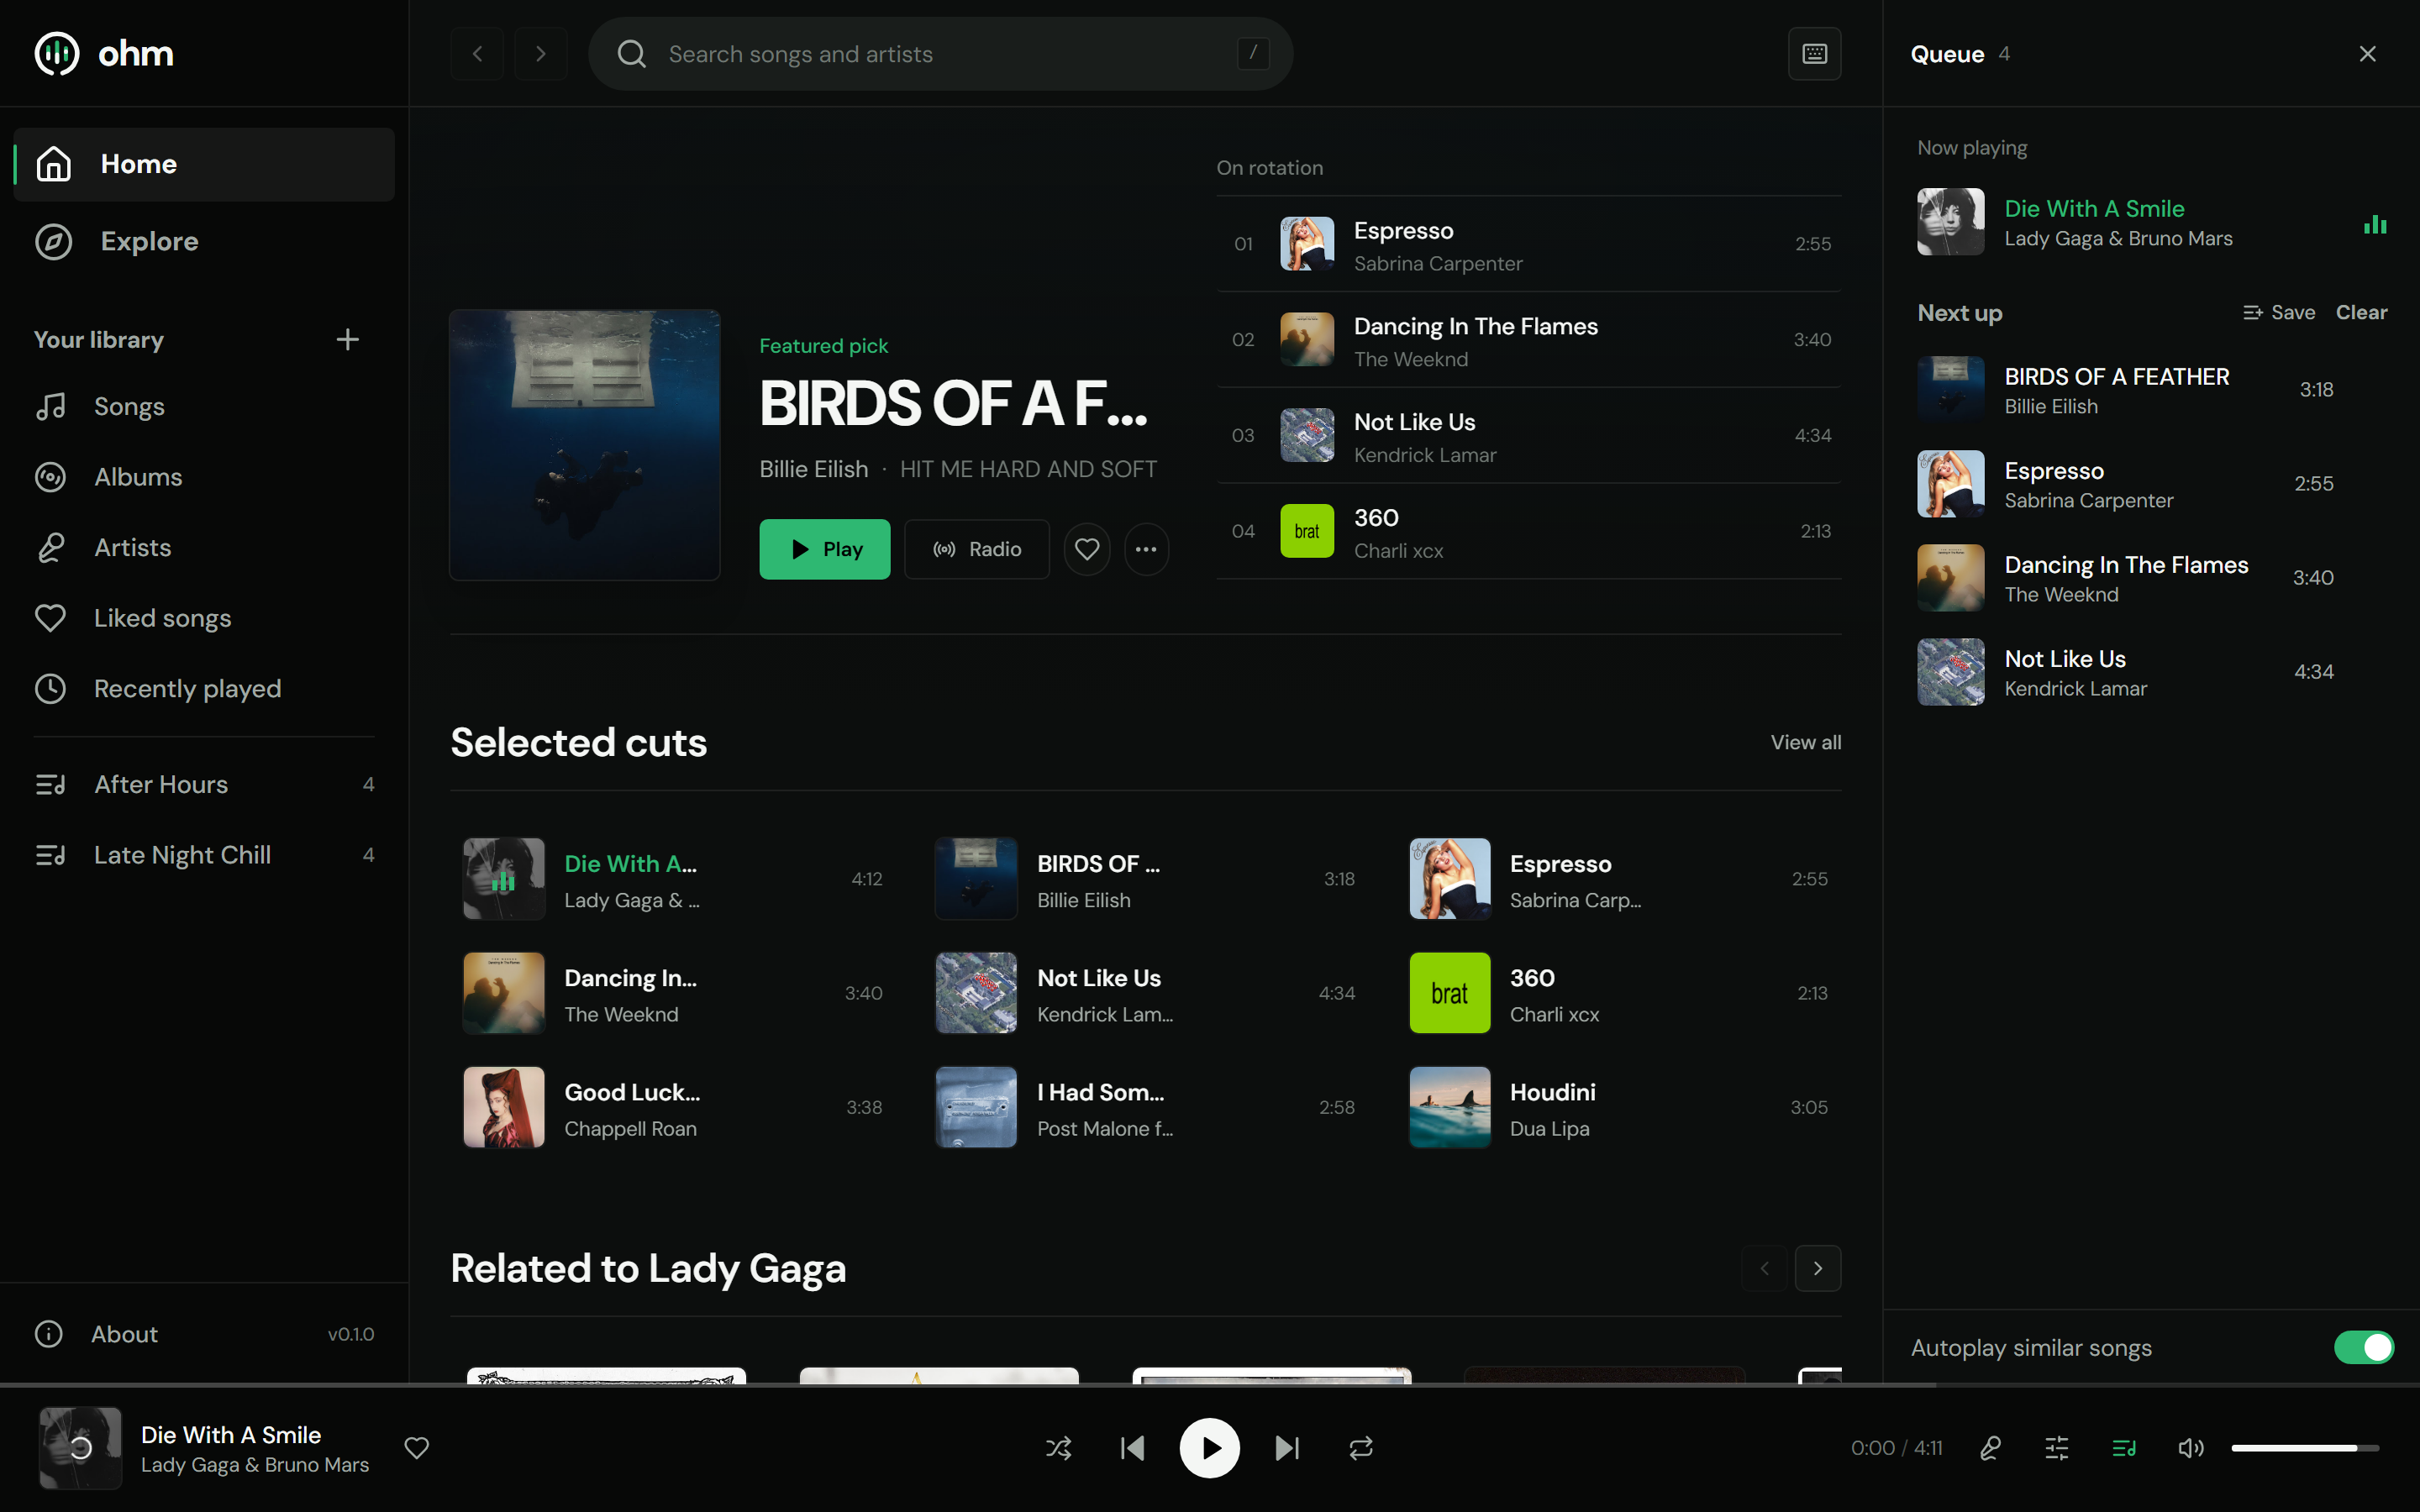 ohm
Search songs and artists
/
Queue 4
Home
Explore
Your library
Songs
Albums
Artists
Liked songs
Recently played
After Hours 4
Late Night Chill 4
About v0.1.0
Featured pick
BIRDS OF A F...
Billie Eilish · HIT ME HARD AND SOFT
Play Radio
On rotation
01 Espresso 2:55
Sabrina Carpenter
02 Dancing In The Flames 3:40
The Weeknd
03 Not Like Us 4:34
Kendrick Lamar
04 brat 360 2:13
Charli xcx
Selected cuts View all
Die With A... 4:12
Lady Gaga & ...
BIRDS OF ... 3:18
Billie Eilish
Espresso 2:55
Sabrina Carp...
Dancing In... 3:40
The Weeknd
Not Like Us 4:34
Kendrick Lam...
brat 360 2:13
Charli xcx
Good Luck... 3:38
Chappell Roan
I Had Som... 2:58
Post Malone f...
Houdini 3:05
Dua Lipa
Related to Lady Gaga
Now playing
Die With A Smile
Lady Gaga & Bruno Mars
Next up Save Clear
BIRDS OF A FEATHER 3:18
Billie Eilish
Espresso 2:55
Sabrina Carpenter
Dancing In The Flames 3:40
The Weeknd
Not Like Us 4:34
Kendrick Lamar
Autoplay similar songs
Die With A Smile
Lady Gaga & Bruno Mars
0:00 / 4:11